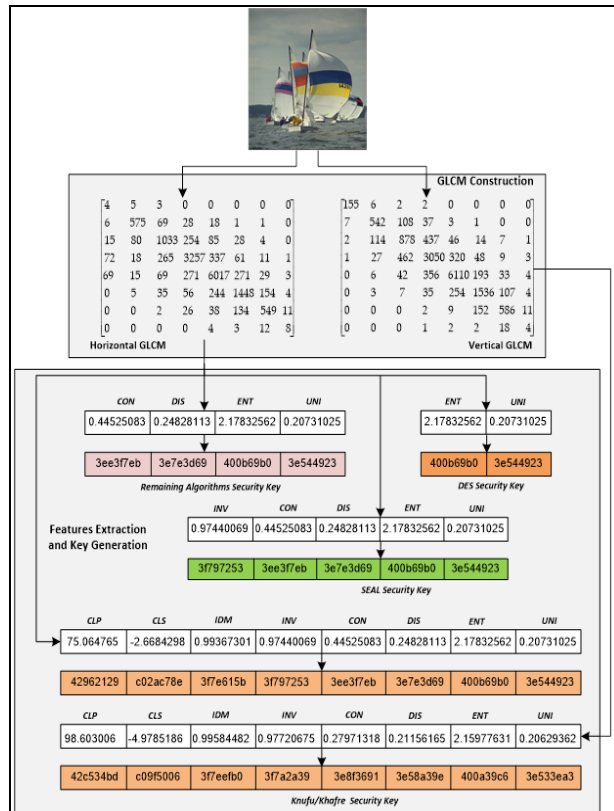 GLCM Construction
4 5 3 0 0 0 0 0
6 575 69 28 18 1 1 0
15 80 1033 254 85 28 4 0
72 18 265 3257 337 61 11 1
69 15 69 271 6017 271 29 3
0 5 35 56 244 1448 154 4
0 0 2 26 38 134 549 11
0 0 0 0 4 3 12 8
Horizontal GLCM
155 6 2 2 0 0 0 0
7 542 108 37 3 1 0 0
2 114 878 437 46 14 7 1
1 27 462 3050 320 48 9 3
0 6 42 356 6110 193 33 4
0 3 7 35 254 1536 107 4
0 0 0 2 9 152 586 11
0 0 0 1 2 2 18 4
Vertical GLCM
CON DIS ENT UNI
0.44525083 0.24828113 2.17832562 0.20731025
3ee3f7eb 3e7e3d69 400b69b0 3e544923
Remaining Algorithms Security Key
ENT UNI
2.17832562 0.20731025
400b69b0 3e544923
DES Security Key
Features Extraction
and Key Generation
INV CON DIS ENT UNI
0.97440069 0.44525083 0.24828113 2.17832562 0.20731025
3f797253 3ee3f7eb 3e7e3d69 400b69b0 3e544923
SEAL Security Key
CLP CLS IDM INV CON DIS ENT UNI
75.064765 -2.6684298 0.99367301 0.97440069 0.44525083 0.24828113 2.17832562 0.20731025
42962129 c02ac78e 3f7e615b 3f797253 3ee3f7eb 3e7e3d69 400b69b0 3e544923
CLP CLS IDM INV CON DIS ENT UNI
98.603006 -4.9785186 0.99584482 0.97720675 0.27971318 0.21156165 2.15977631 0.20629362
42c534bd c09f5006 3f7eefb0 3f7a2a39 3e8f3691 3e58a39e 400a39c6 3e533ea3
Knufu/Khafre Security Key